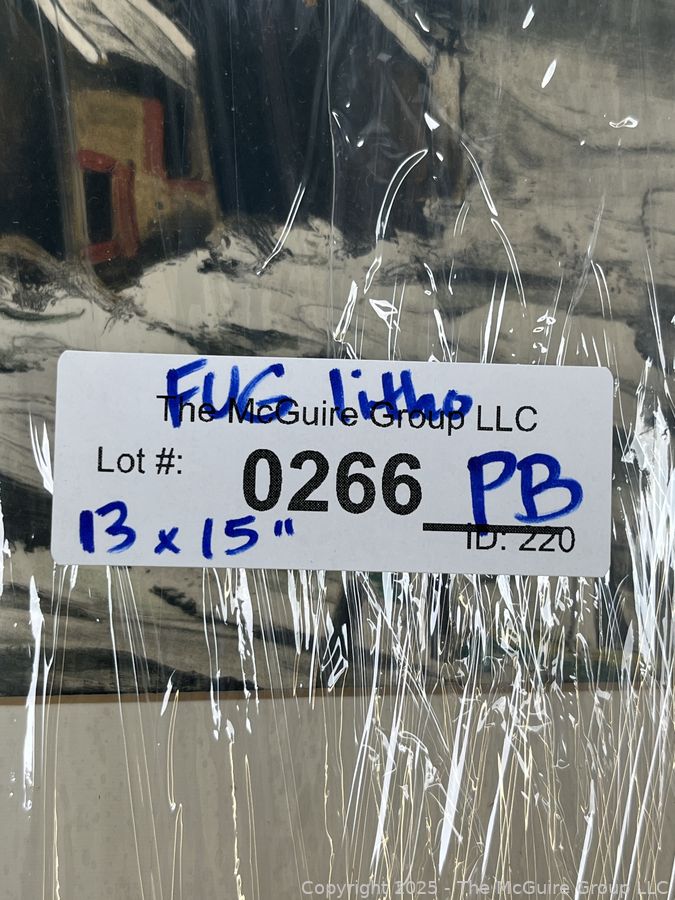 FUG litho
The McGuire Group LLC
Lot #: 0266 PB
13 x 15"
ID: 220
Copyright 2025 - The McGuire Group LLC